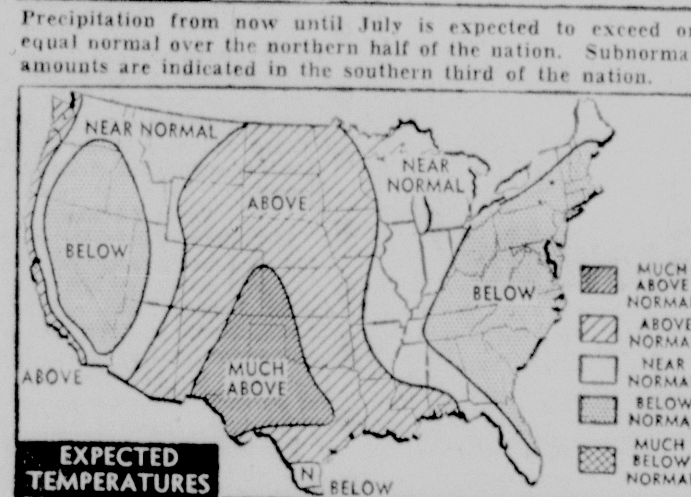 Precipitation from now until July is expected to exceed or
equal normal over the northern half of the nation. Subnorma
amounts are indicated in the southern third of the nation.
NEAR NORMAL
NEAR
NORMAL
ABOVE
BELOW
BELOW
MUCH
ABOVE
ABOVE
MUCH
ABOVE
NORMA
ABOVE
NORMA
NEAR
NORMA
BELOW
NORMA
MUCH
BELOW
NORMA
EXPECTED
TEMPERATURES
N
BELOW